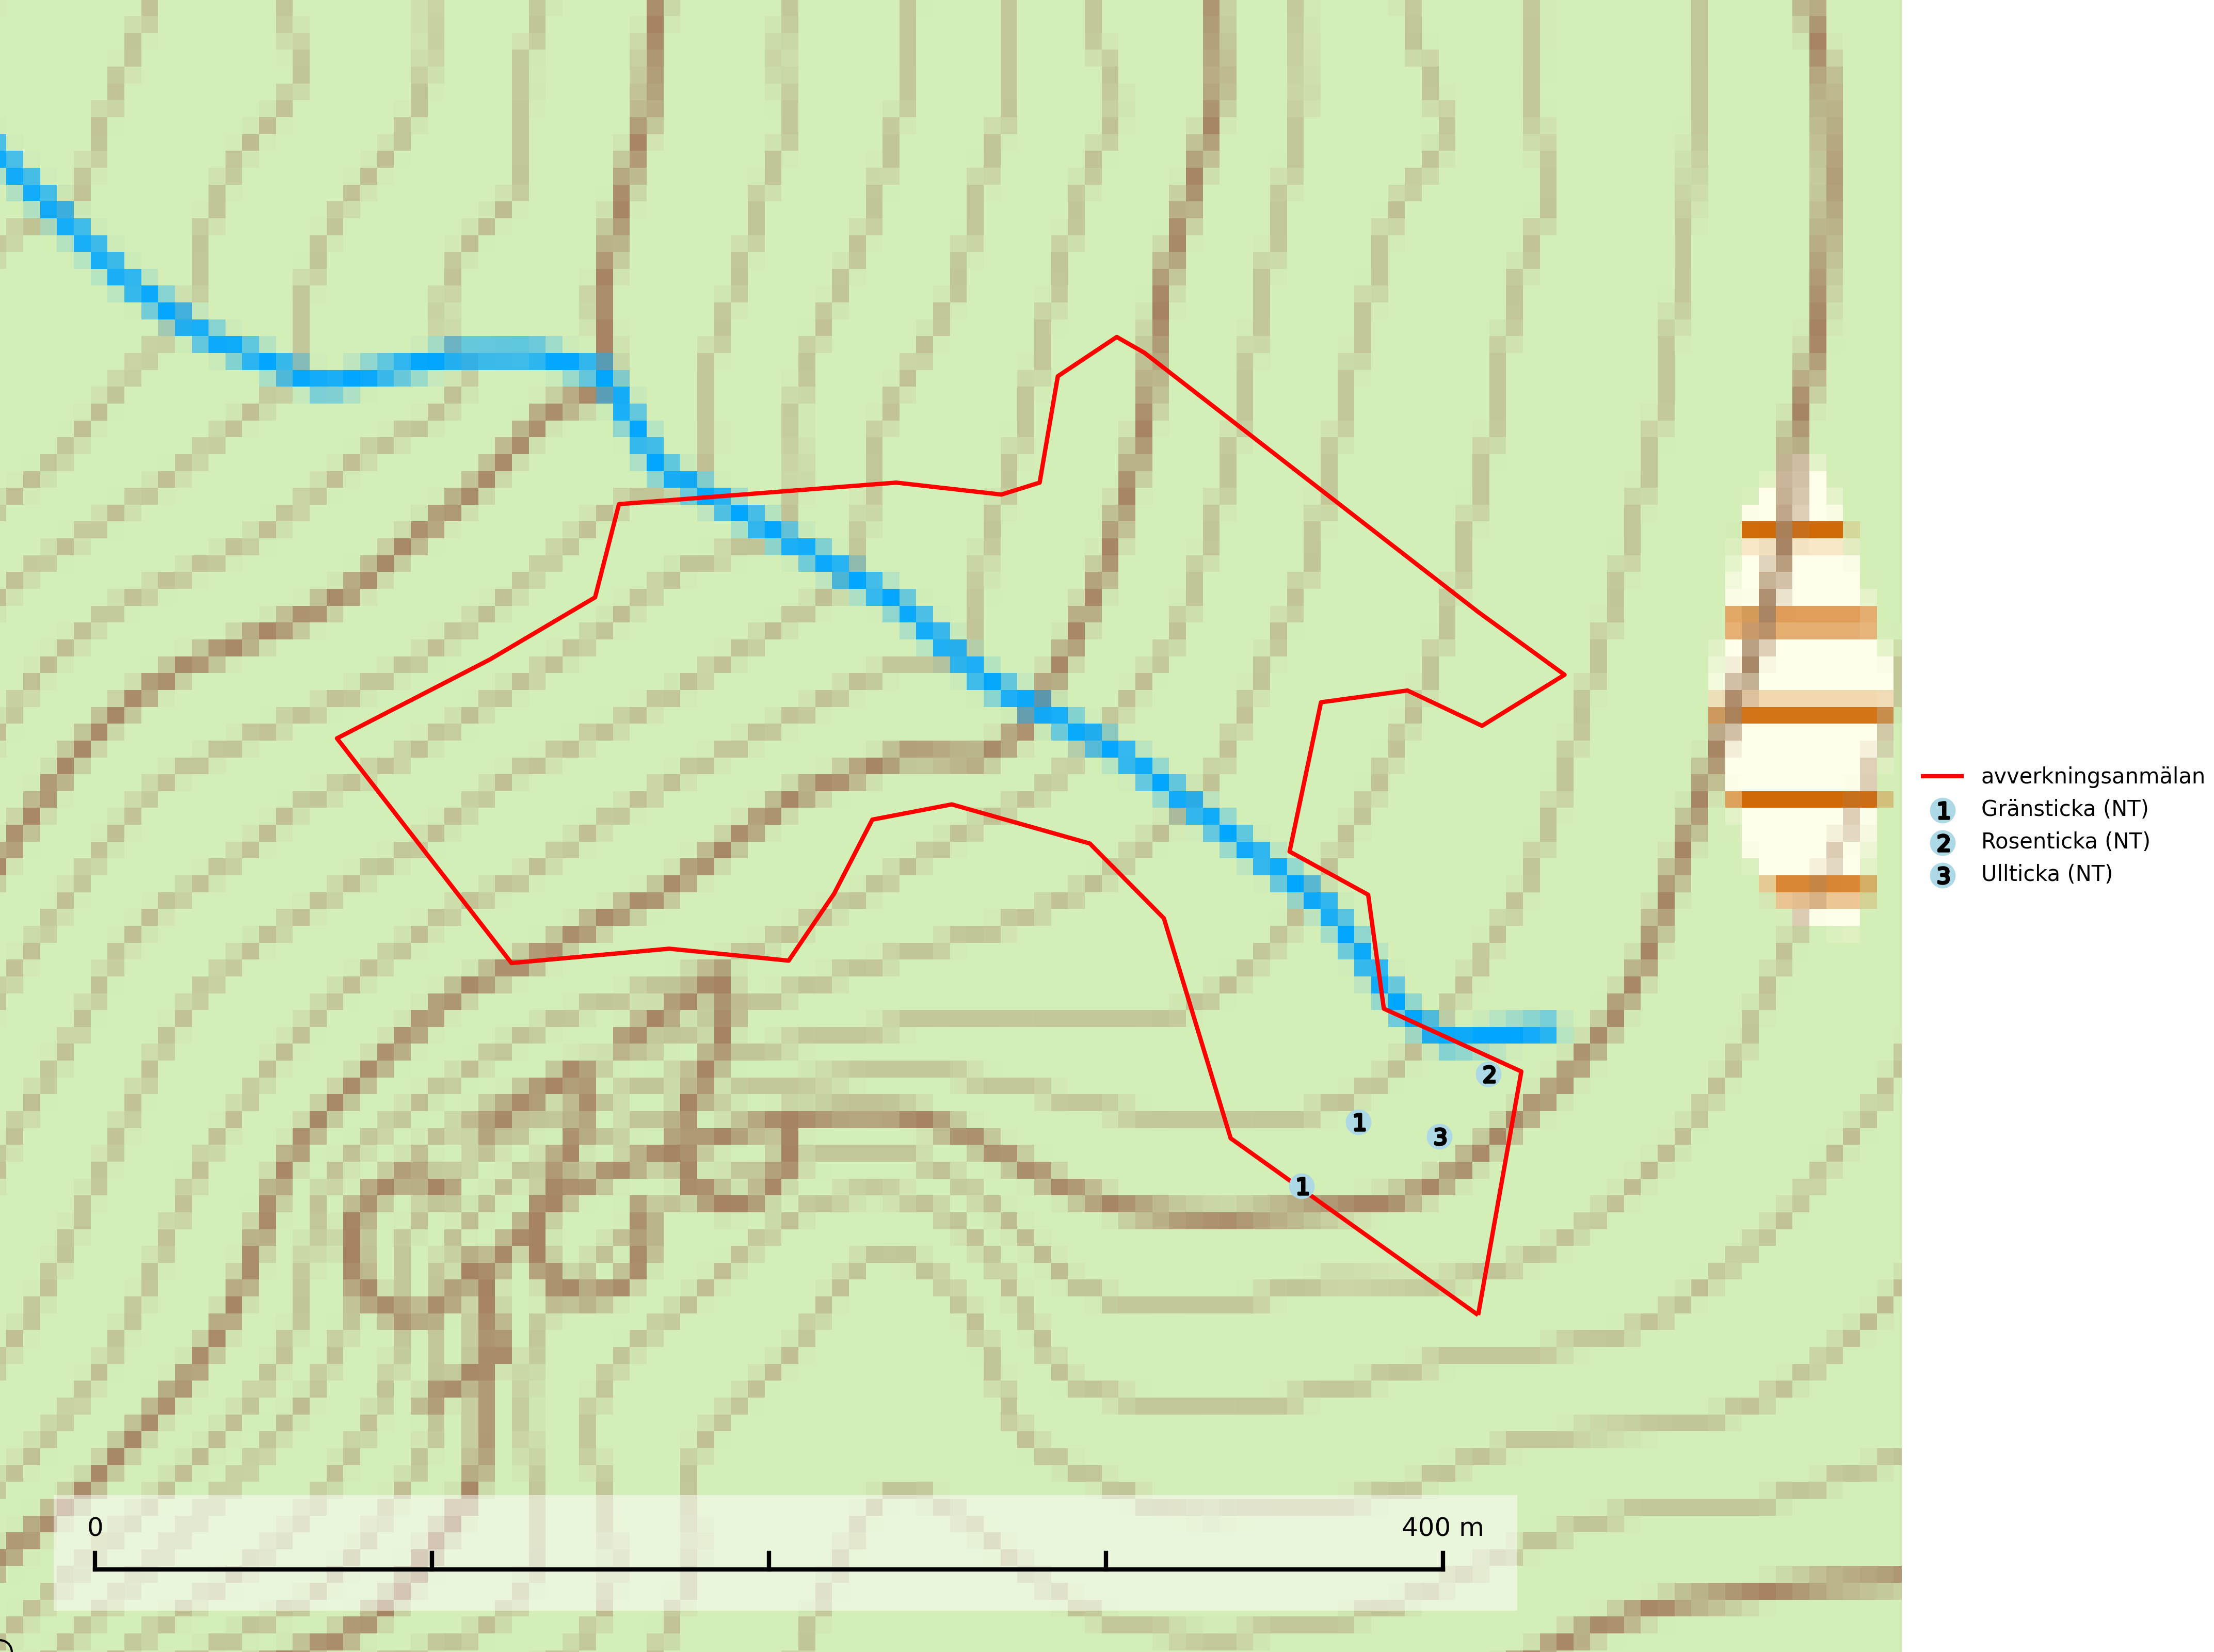 avverkningsanmälan
1 Gränsticka (NT)
2 Rosenticka (NT)
3 Ullticka (NT)
2
1
3
1
0 400 m